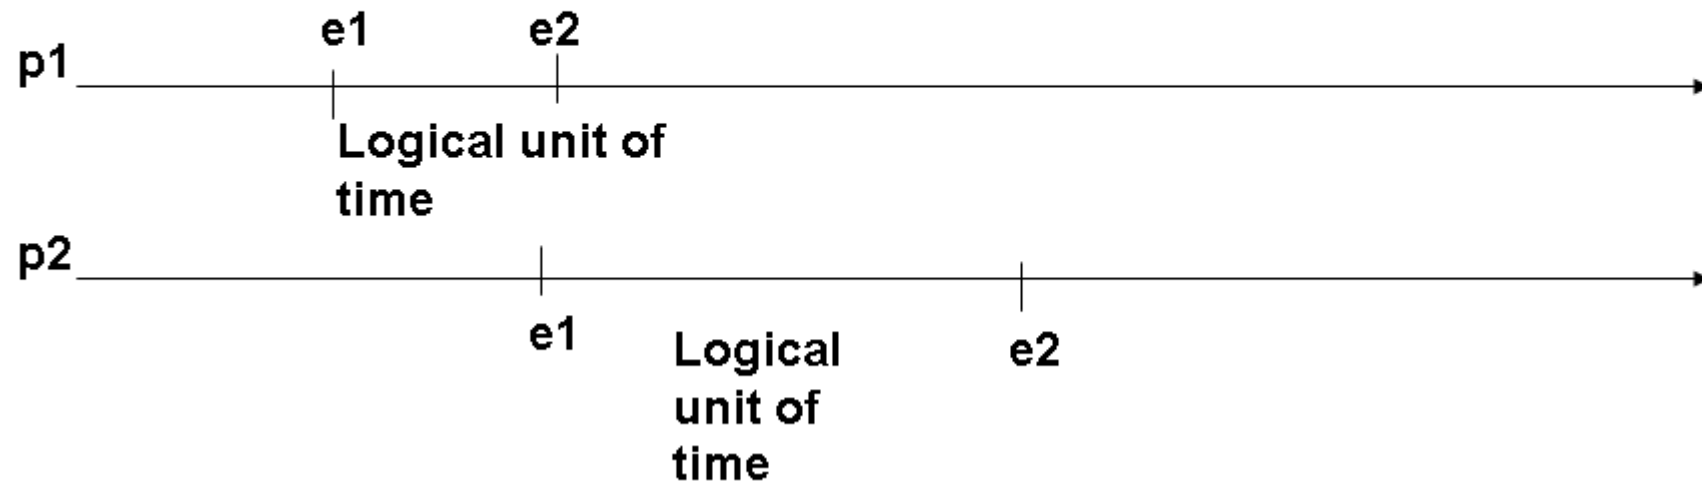 e1 e2
p1
Logical unit of
time
p2
e1
e2
Logical
unit of
time